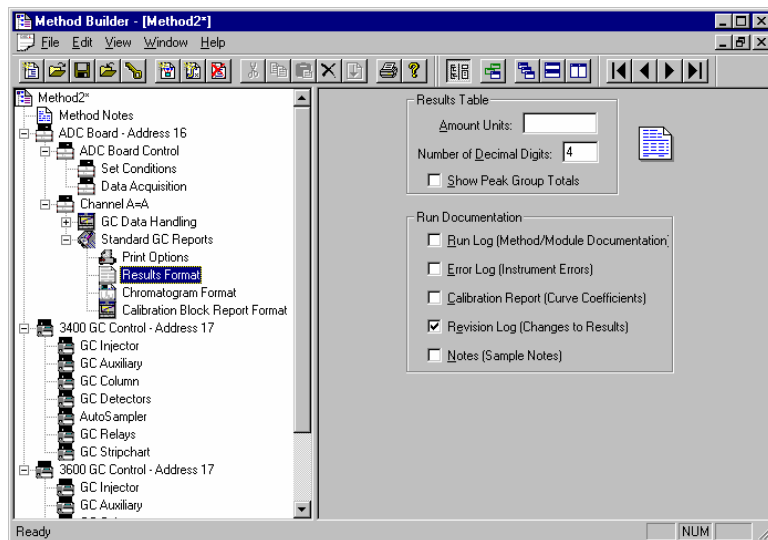 Method Builder - [Method2*]
File Edit View Window Help
Method2*
Method Notes
ADC Board - Address 16
ADC Board Control
Set Conditions
Data Acquisition
Channel A=A
GC Data Handling
Standard GC Reports
Print Options
Results Format
Chromatogram Format
Calibration Block Report Format
3400 GC Control - Address 17
GC Injector
GC Auxiliary
GC Column
GC Detectors
AutoSampler
GC Relays
GC Stripchart
3600 GC Control - Address 17
GC Injector
GC Auxiliary
Results Table
Amount Units:
Number of Decimal Digits: 4
Show Peak Group Totals
Run Documentation
Run Log (Method/Module Documentation)
Error Log (Instrument Errors)
Calibration Report (Curve Coefficients)
Revision Log (Changes to Results)
Notes (Sample Notes)
Ready
NUM